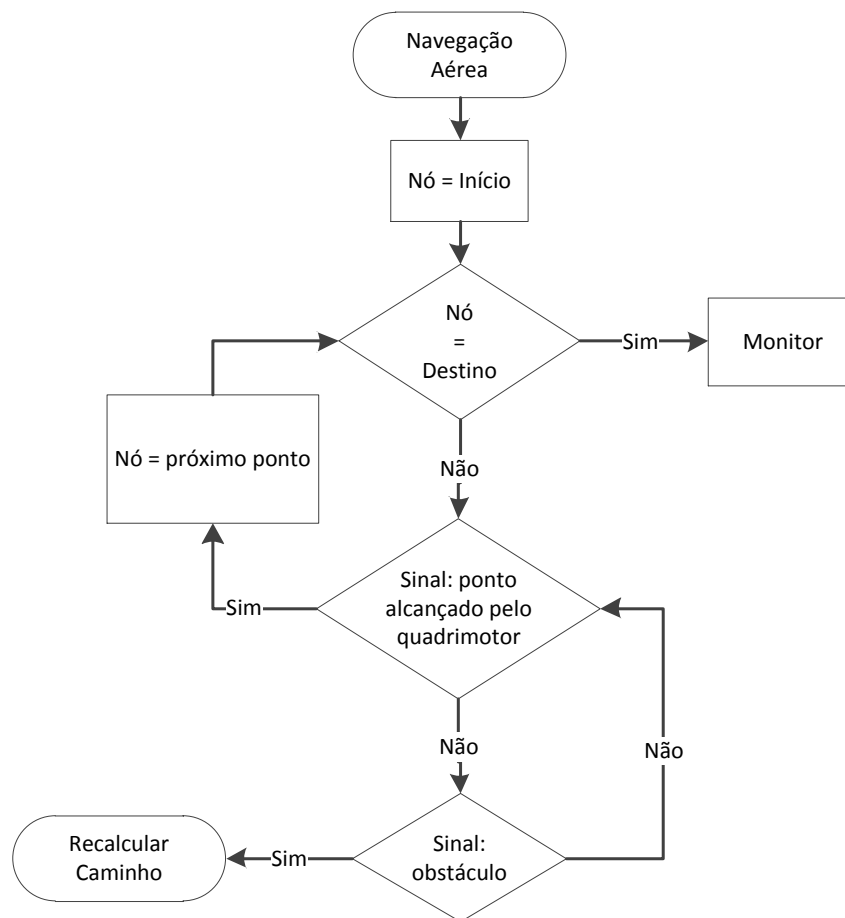 Navegação
Aérea
Nó = Início
Nó
=
Destino
Sim
Monitor
Nó = próximo ponto
Não
Sinal: ponto
alcançado pelo
quadrimotor
Sim
Não
Não
Sinal:
obstáculo
Sim
Recalcular
Caminho